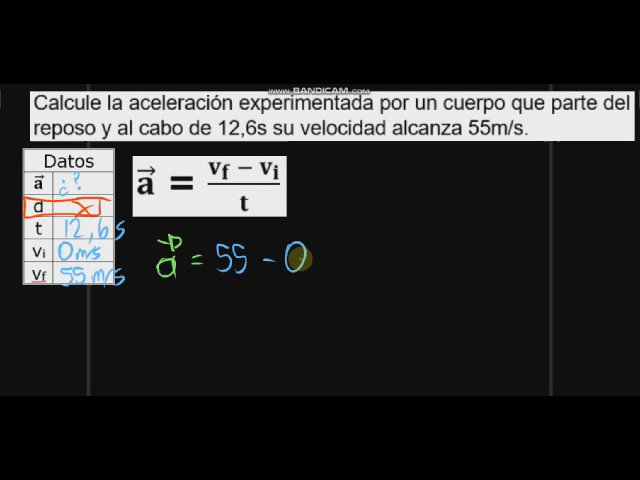 www.BANDICAM.com
Calcule la aceleración experimentada por un cuerpo que parte del
reposo y al cabo de 12,6s su velocidad alcanza 55m/s.
Datos
a⃗ ¿?
d X
t 12,6 s
vi 0m/s
vf 55m/s
a⃗ = (vf − vi) / t
a⃗ = 55 - 0